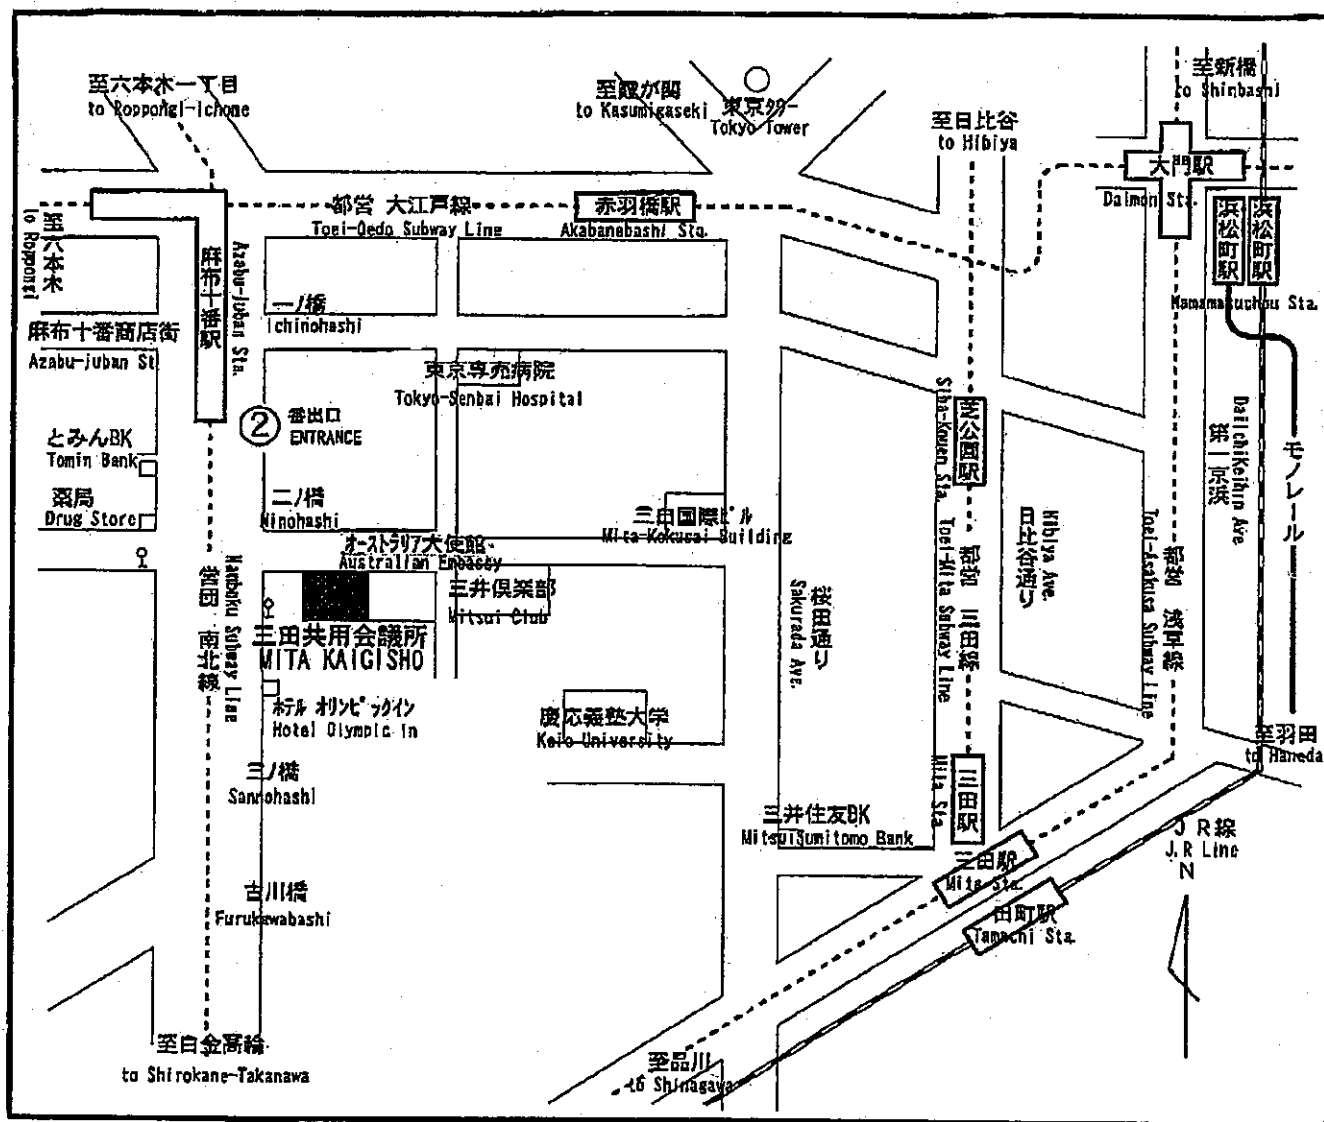 至六本木一丁目
to Roppongi-Ichome
至霞が関
to Kasumigaseki
東京タワー
Tokyo Tower
至日比谷
to Hibiya
至新橋
to Shinbashi
大門駅
Daimon Sta.
浜松町駅
浜松町駅
Hamamatsuchou Sta.
至六本木
to Roppongi
都営 大江戸線
Toei-Oedo Subway Line
赤羽橋駅
Akabanebashi Sta.
麻布十番駅
Azabu-juban Sta.
麻布十番商店街
Azabu-juban St
一ノ橋
Ichinohashi
東京専売病院
Tokyo-Senbai Hospital
②
番出口
ENTRANCE
とみんBK
Tomin Bank
薬局
Drug Store
二ノ橋
Ninohashi
オーストラリア大使館
Australian Embassy
三田国際ビル
Mita-Kokusai Building
三井倶楽部
Mitsui Club
三田共用会議所
MITA KAIGISHO
営団 南北線
Nanboku Subway Line
ホテル オリンピックイン
Hotel Olympic in
慶応義塾大学
Keio University
三ノ橋
Sannohashi
古川橋
Furukawabashi
至白金高輪
to Shirokane-Takanawa
桜田通り
Sakurada Ave.
芝公園駅
Siba-Kouen Sta.
Toei-Mita Subway Line
日比谷通り
Hibiya Ave.
浅草線
Toei-Asakusa Subway Line
第一京浜
DaiichiKeihin Ave
モノレール
至羽田
to Haneda
三田駅
Mita Sta.
三井住友BK
MitsuiSumitomo Bank
三田駅
Mita Sta.
田町駅
Tamachi Sta.
JR線
J.R Line
N
至品川
to Shinagawa